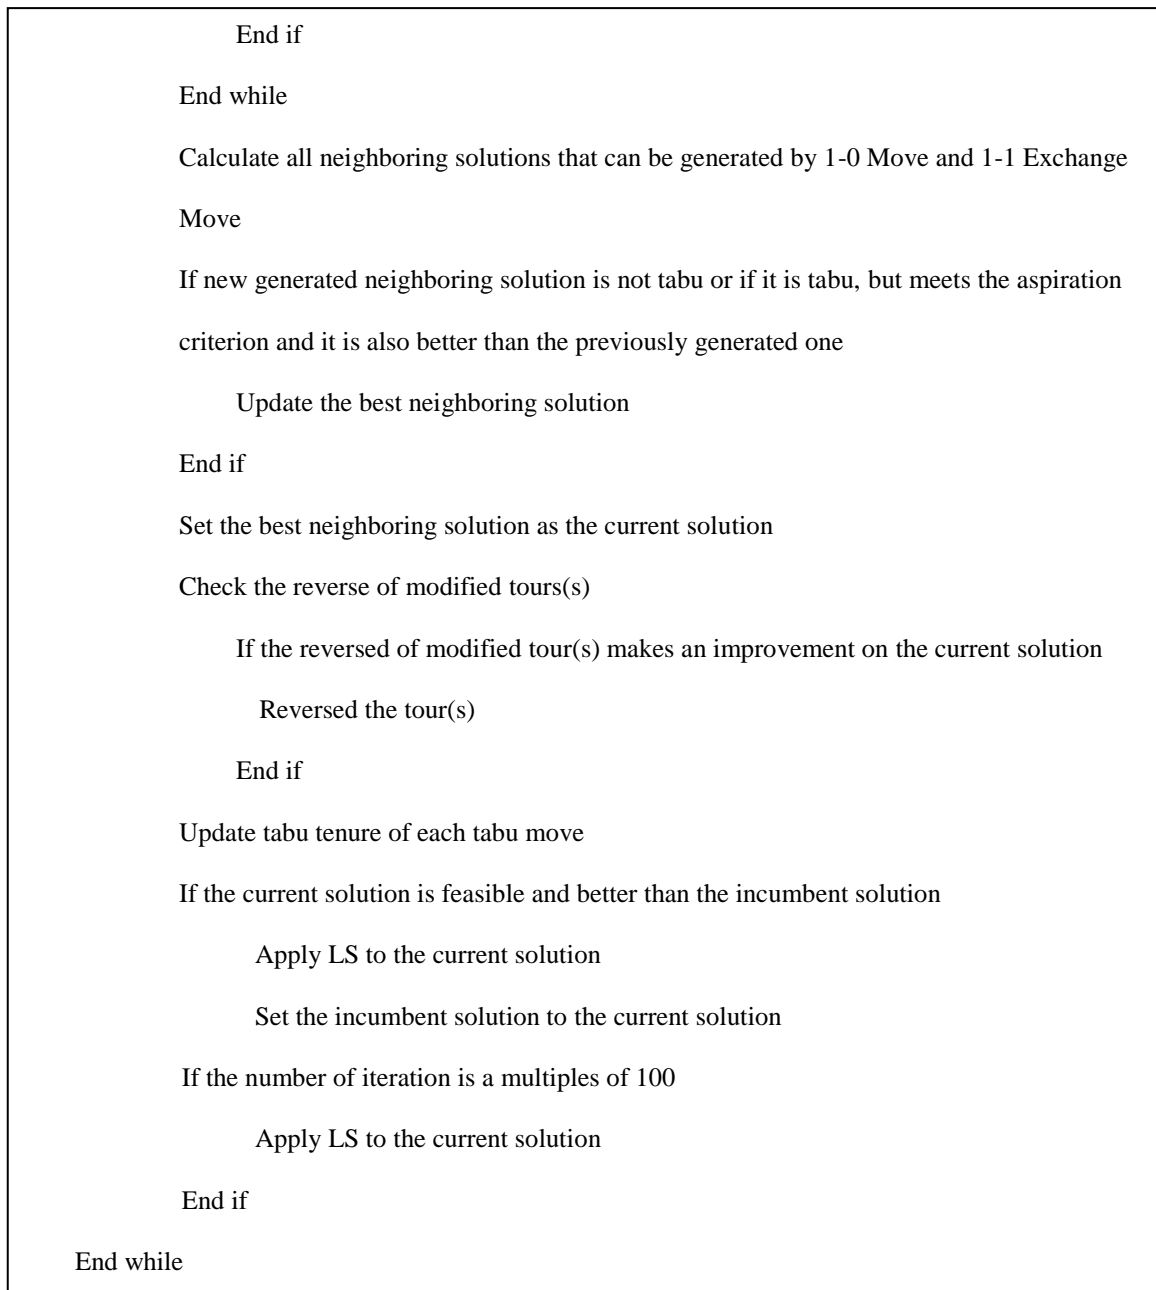 End if
End while
Calculate all neighboring solutions that can be generated by 1-0 Move and 1-1 Exchange
Move
If new generated neighboring solution is not tabu or if it is tabu, but meets the aspiration
criterion and it is also better than the previously generated one
Update the best neighboring solution
End if
Set the best neighboring solution as the current solution
Check the reverse of modified tours(s)
If the reversed of modified tour(s) makes an improvement on the current solution
Reversed the tour(s)
End if
Update tabu tenure of each tabu move
If the current solution is feasible and better than the incumbent solution
Apply LS to the current solution
Set the incumbent solution to the current solution
If the number of iteration is a multiples of 100
Apply LS to the current solution
End if
End while